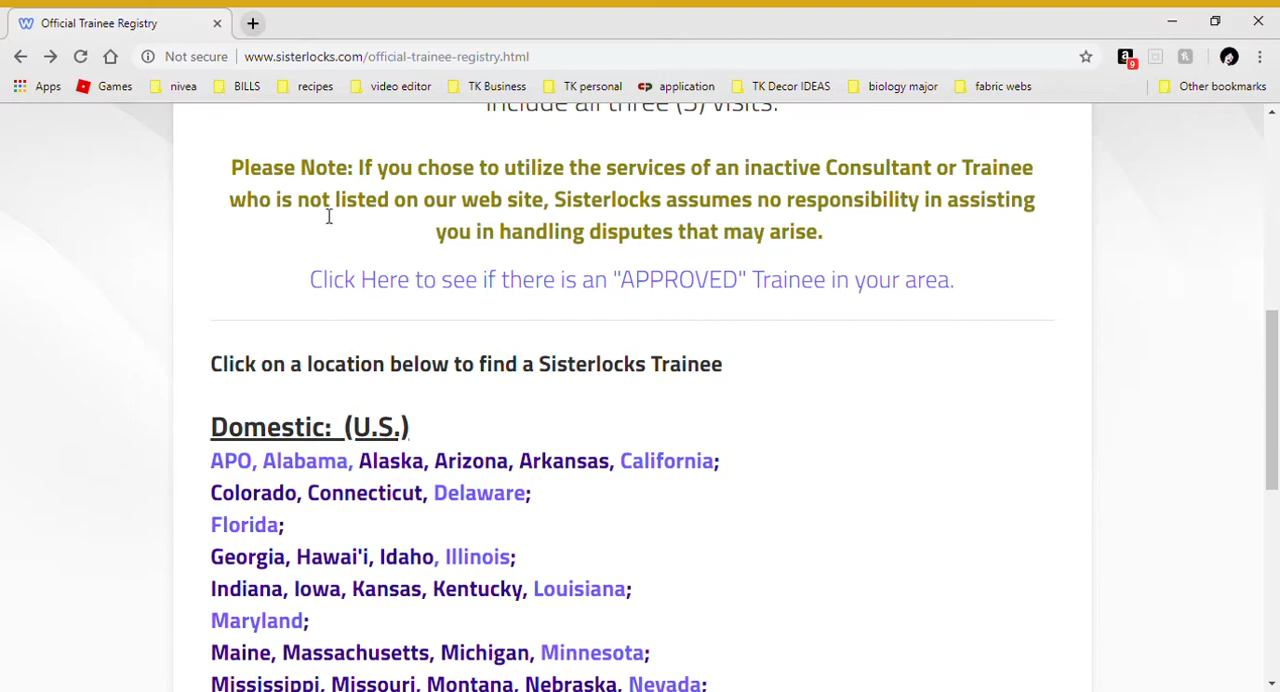 Official Trainee Registry
Not secure
www.sisterlocks.com/official-trainee-registry.html
a
9
Apps
Games
nivea
BILLS
recipes
video editor
TK Business
TK personal
application
TK Decor IDEAS
biology major
fabric webs
Other bookmarks
include all three (3) visits.
Please Note: If you chose to utilize the services of an inactive Consultant or Trainee
who is not listed on our web site, Sisterlocks assumes no responsibility in assisting
you in handling disputes that may arise.
Click Here to see if there is an "APPROVED" Trainee in your area.
Click on a location below to find a Sisterlocks Trainee
Domestic: (U.S.)
APO, Alabama, Alaska, Arizona, Arkansas, California;
Colorado, Connecticut, Delaware;
Florida;
Georgia, Hawai'i, Idaho, Illinois;
Indiana, Iowa, Kansas, Kentucky, Louisiana;
Maryland;
Maine, Massachusetts, Michigan, Minnesota;
Mississippi, Missouri, Montana, Nebraska, Nevada;